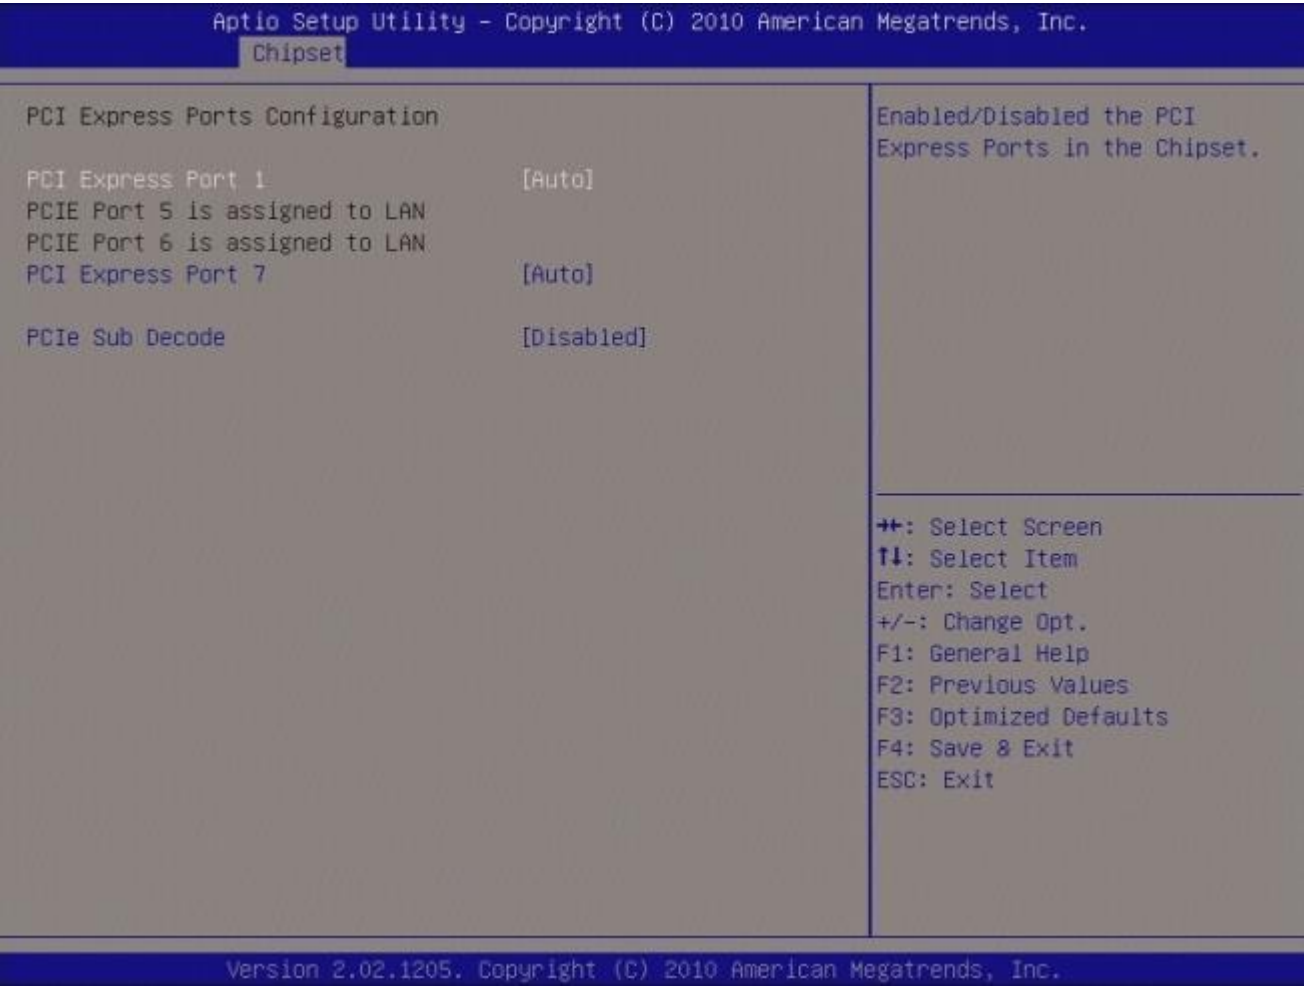 Aptio Setup Utility – Copyright (C) 2010 American Megatrends, Inc.
Chipset
PCI Express Ports Configuration
PCI Express Port 1 [Auto]
PCIE Port 5 is assigned to LAN
PCIE Port 6 is assigned to LAN
PCI Express Port 7 [Auto]
PCIe Sub Decode [Disabled]
Enabled/Disabled the PCI
Express Ports in the Chipset.
→←: Select Screen
↑↓: Select Item
Enter: Select
+/-: Change Opt.
F1: General Help
F2: Previous Values
F3: Optimized Defaults
F4: Save & Exit
ESC: Exit
Version 2.02.1205. Copyright (C) 2010 American Megatrends, Inc.